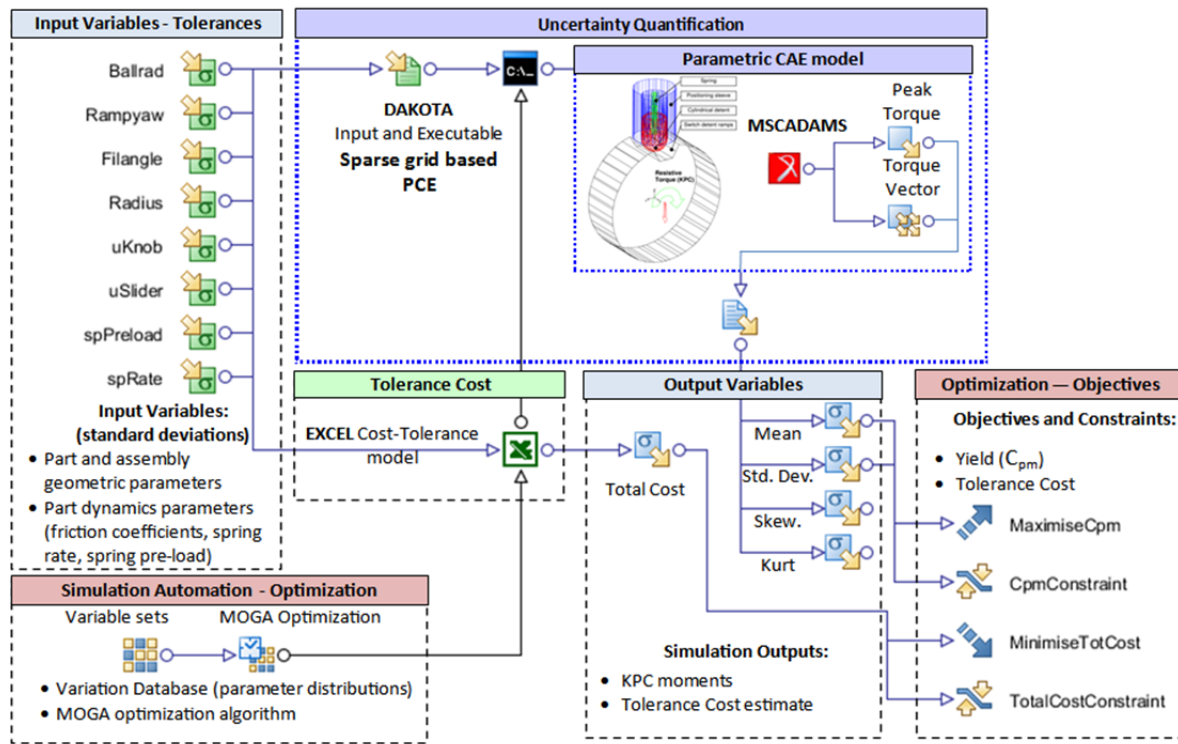 Input Variables - Tolerances
Ballrad
Rampyaw
Filangle
Radius
uKnob
uSlider
spPreload
spRate
Input Variables:
(standard deviations)
• Part and assembly
geometric parameters
• Part dynamics parameters
(friction coefficients, spring
rate, spring pre-load)
Uncertainty Quantification
C:\_
DAKOTA
Input and Executable
Sparse grid based
PCE
Parametric CAE model
Spring
Positioning sleeve
Cylindrical detent
Switch detent ramps
Resistive
Torque (KPC)
MSCADAMS
Peak
Torque
Torque
Vector
Tolerance Cost
EXCEL Cost-Tolerance
model
Output Variables
Total Cost
Mean
Std. Dev.
Skew.
Kurt
Simulation Outputs:
• KPC moments
• Tolerance Cost estimate
Optimization — Objectives
Objectives and Constraints:
• Yield (Cpm)
• Tolerance Cost
MaximiseCpm
CpmConstraint
MinimiseTotCost
TotalCostConstraint
Simulation Automation - Optimization
Variable sets
MOGA Optimization
• Variation Database (parameter distributions)
• MOGA optimization algorithm